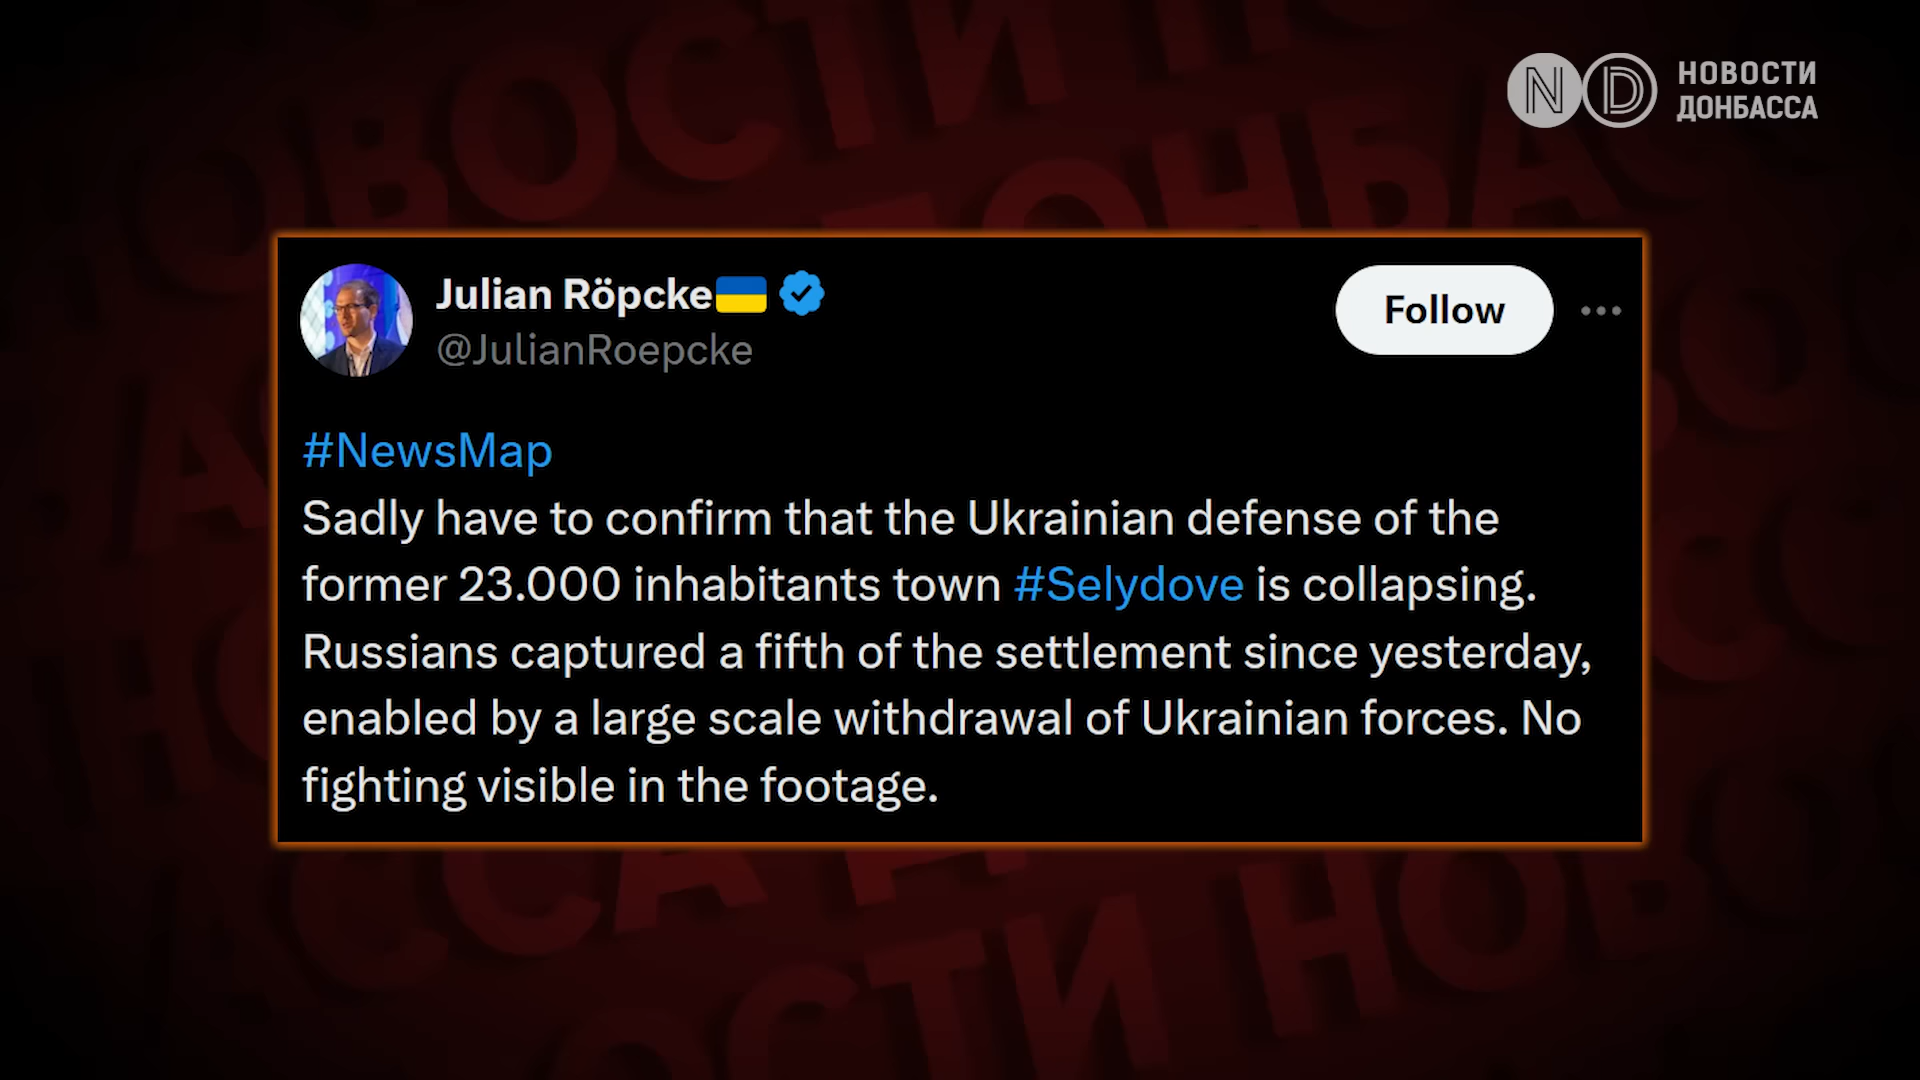 ND НОВОСТИ
ДОНБАССА
Julian Röpcke🇺🇦
@JulianRoepcke
Follow
#NewsMap
Sadly have to confirm that the Ukrainian defense of the
former 23.000 inhabitants town #Selydove is collapsing.
Russians captured a fifth of the settlement since yesterday,
enabled by a large scale withdrawal of Ukrainian forces. No
fighting visible in the footage.